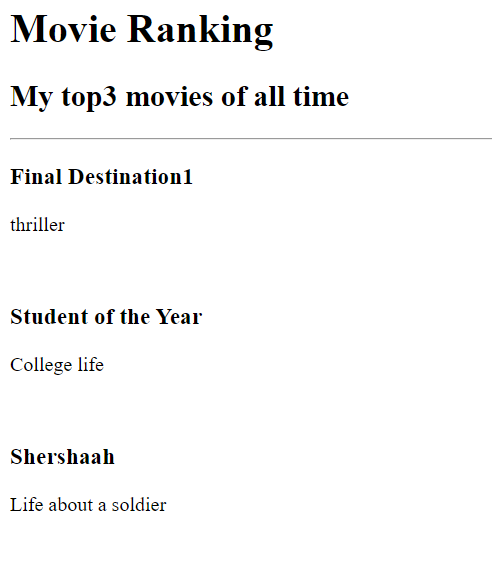 Movie Ranking
My top3 movies of all time
Final Destination1
thriller
Student of the Year
College life
Shershaah
Life about a soldier